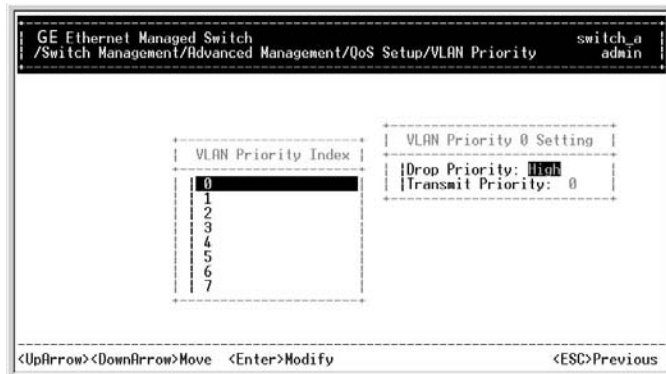 GE Ethernet Managed Switch switch_a
/Switch Management/Advanced Management/QoS Setup/VLAN Priority admin
VLAN Priority Index
0
1
2
3
4
5
6
7
VLAN Priority 0 Setting
Drop Priority: High
Transmit Priority: 0
<UpArrow><DownArrow>Move <Enter>Modify <ESC>Previous